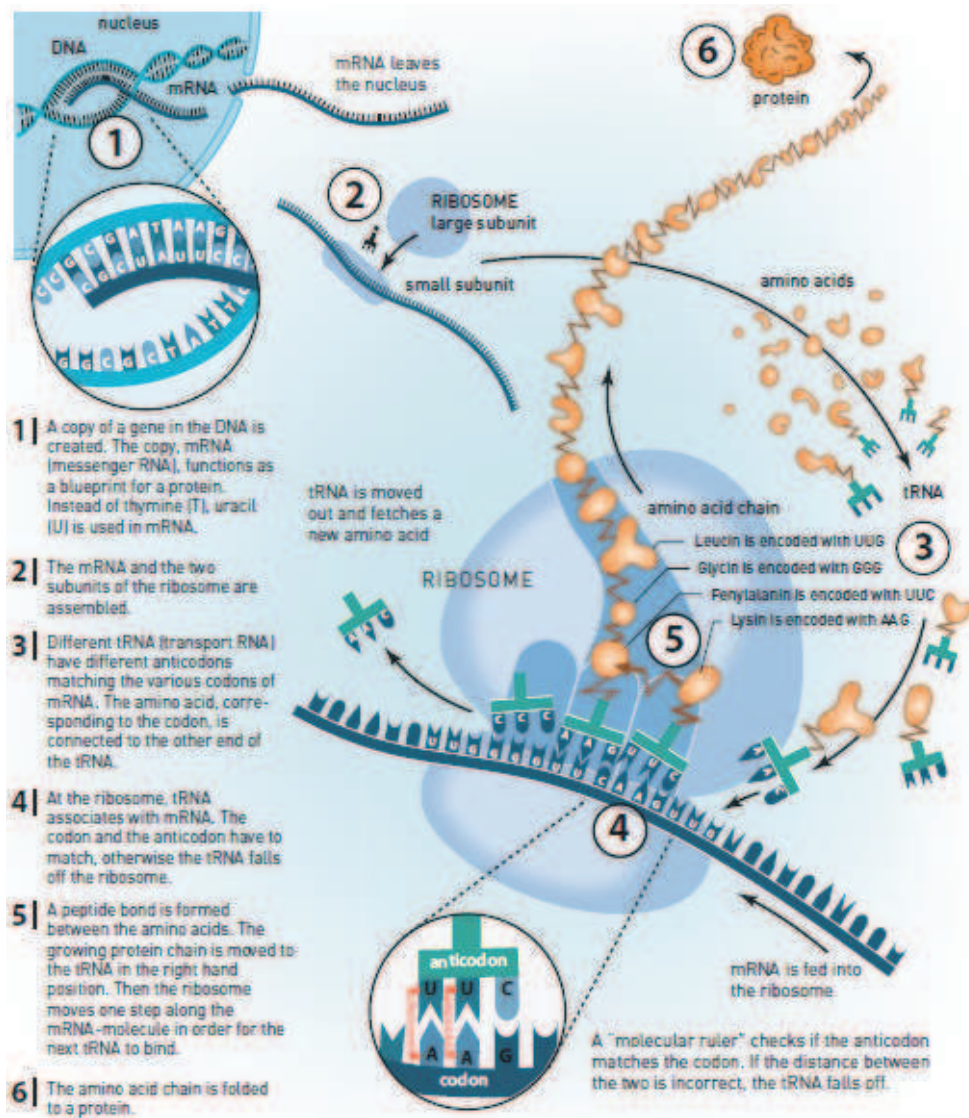 nucleus
DNA
mRNA
1
mRNA leaves
the nucleus
6
protein
2
RIBOSOME
large subunit
small subunit
amino acids
C C G C G A T A A G
C G C U A U U C C
G G C G C T A T T C
1 A copy of a gene in the DNA is
created. The copy, mRNA
(messenger RNA), functions as
a blueprint for a protein.
Instead of thymine (T), uracil
(U) is used in mRNA.
2 The mRNA and the two
subunits of the ribosome are
assembled.
3 Different tRNA (transport RNA)
have different anticodons
matching the various codons of
mRNA. The amino acid, corre-
sponding to the codon, is
connected to the other end of
the tRNA.
4 At the ribosome, tRNA
associates with mRNA. The
codon and the anticodon have to
match, otherwise the tRNA falls
off the ribosome.
5 A peptide bond is formed
between the amino acids. The
growing protein chain is moved to
the tRNA in the right hand
position. Then the ribosome
moves one step along the
mRNA-molecule in order for the
next tRNA to bind.
6 The amino acid chain is folded
to a protein.
tRNA is moved
out and fetches a
new amino acid
RIBOSOME
amino acid chain
tRNA
3
Leucin is encoded with UUG
Glycin is encoded with GGG
Fenylalanin is encoded with UUC
Lysin is encoded with AAG
5
C C C
A A G U U C
U U G G G G U U C A A G U U G
4
anticodon
U U C
A A G
codon
mRNA is fed into
the ribosome
A "molecular ruler" checks if the anticodon
matches the codon. If the distance between
the two is incorrect, the tRNA falls off.